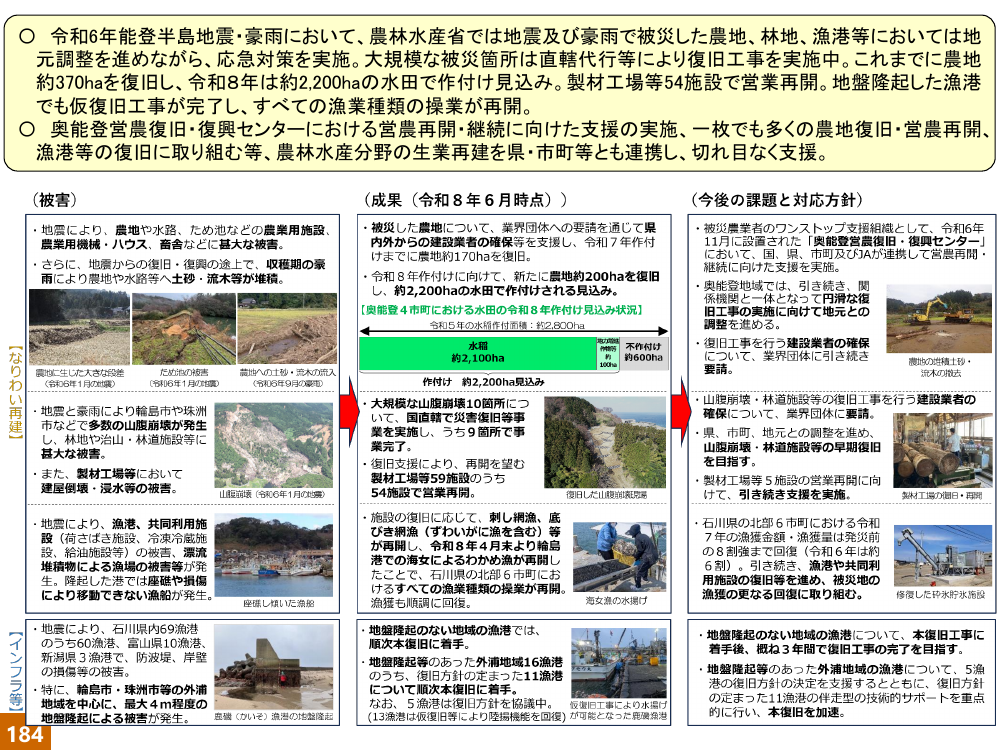 ○ 令和6年能登半島地震・豪雨において、農林水産省では地震及び豪雨で被災した農地、林地、漁港等においては地
元調整を進めながら、応急対策を実施。大規模な被災箇所は直轄代行等により復旧工事を実施中。これまでに農地
約370haを復旧し、令和８年は約2,200haの水田で作付け見込み。製材工場等54施設で営業再開。地盤隆起した漁港
でも仮復旧工事が完了し、すべての漁業種類の操業が再開。
○ 奥能登営農復旧・復興センターにおける営農再開・継続に向けた支援の実施、一枚でも多くの農地復旧・営農再開、
漁港等の復旧に取り組む等、農林水産分野の生業再建を県・市町等とも連携し、切れ目なく支援。
（被害）
【なりわい再建】
・地震により、農地や水路、ため池などの農業用施設、
農業用機械・ハウス、畜舎などに甚大な被害。
・さらに、地震からの復旧・復興の途上で、収穫期の豪
雨により農地や水路等へ土砂・流木等が堆積。
農地に生じた大きな段差
（令和6年1月の地震）
ため池の被害
（令和6年1月の地震）
農地への土砂・流木の流入
（令和6年9月の豪雨）
・地震と豪雨により輪島市や珠洲
市などで多数の山腹崩壊が発生
し、林地や治山・林道施設等に
甚大な被害。
・また、製材工場等において
建屋倒壊・浸水等の被害。
山腹崩壊（令和6年1月の地震）
・地震により、漁港、共同利用施
設（荷さばき施設、冷凍冷蔵施
設、給油施設等）の被害、漂流
堆積物による漁場の被害等が発
生。隆起した港では座礁や損傷
により移動できない漁船が発生。
座礁し傾いた漁船
【インフラ等】
・地震により、石川県内69漁港
のうち60漁港、富山県10漁港、
新潟県３漁港で、防波堤、岸壁
の損傷等の被害。
・特に、輪島市・珠洲市等の外浦
地域を中心に、最大４ｍ程度の
地盤隆起による被害が発生。
鹿磯（かいそ）漁港の地盤隆起
（成果（令和８年６月時点））
・被災した農地について、業界団体への要請を通じて県
内外からの建設業者の確保等を支援し、令和７年作付
けまでに農地約170haを復旧。
・令和８年作付けに向けて、新たに農地約200haを復旧
し、約2,200haの水田で作付けされる見込み。
【奥能登４市町における水田の令和８年作付け見込み状況】
令和５年の水稲作付面積：約2,800ha
水稲
約2,100ha
約
100ha
不作付け
約600ha
作付け 約2,200ha見込み
・大規模な山腹崩壊10箇所につ
いて、国直轄で災害復旧等事
業を実施し、うち９箇所で事
業完了。
・復旧支援により、再開を望む
製材工場等59施設のうち
54施設で営業再開。
復旧した山腹崩壊現場
・施設の復旧に応じて、刺し網漁、底
びき網漁（ずわいがに漁を含む）等
が再開し、令和８年４月末より輪島
港での海女によるわかめ漁が再開し
たことで、石川県の北部６市町にお
けるすべての漁業種類の操業が再開。
漁獲も順調に回復。
海女漁の水揚げ
・地盤隆起のない地域の漁港では、
順次本復旧に着手。
・地盤隆起等のあった外浦地域16漁港
のうち、復旧方針の定まった11漁港
について順次本復旧に着手。
なお、５漁港は復旧方針を協議中。
(13漁港は仮復旧等により陸揚機能を回復)
仮復旧工事により水揚げ
が可能となった鹿磯漁港
（今後の課題と対応方針）
・被災農業者のワンストップ支援組織として、令和6年
11月に設置された「奥能登営農復旧・復興センター」
において、国、県、市町及びJAが連携して営農再開・
継続に向けた支援を実施。
・奥能登地域では、引き続き、関
係機関と一体となって円滑な復
旧工事の実施に向けて地元との
調整を進める。
・復旧工事を行う建設業者の確保
について、業界団体に引き続き
要請。
農地の堆積土砂・
流木の撤去
・山腹崩壊・林道施設等の復旧工事を行う建設業者の
確保について、業界団体に要請。
・県、市町、地元との調整を進め、
山腹崩壊・林道施設等の早期復旧
を目指す。
・製材工場等５施設の営業再開に向
けて、引き続き支援を実施。
製材工場の復旧・再開
・石川県の北部６市町における令和
７年の漁獲金額・漁獲量は発災前
の８割強まで回復（令和６年は約
６割）。引き続き、漁港や共同利
用施設の復旧等を進め、被災地の
漁獲の更なる回復に取り組む。
修復した砕氷貯氷施設
・地盤隆起のない地域の漁港について、本復旧工事に
着手後、概ね３年間で復旧工事の完了を目指す。
・地盤隆起等のあった外浦地域の漁港について、５漁
港の復旧方針の決定を支援するとともに、復旧方針
の定まった11漁港の伴走型の技術的サポートを重点
的に行い、本復旧を加速。
184